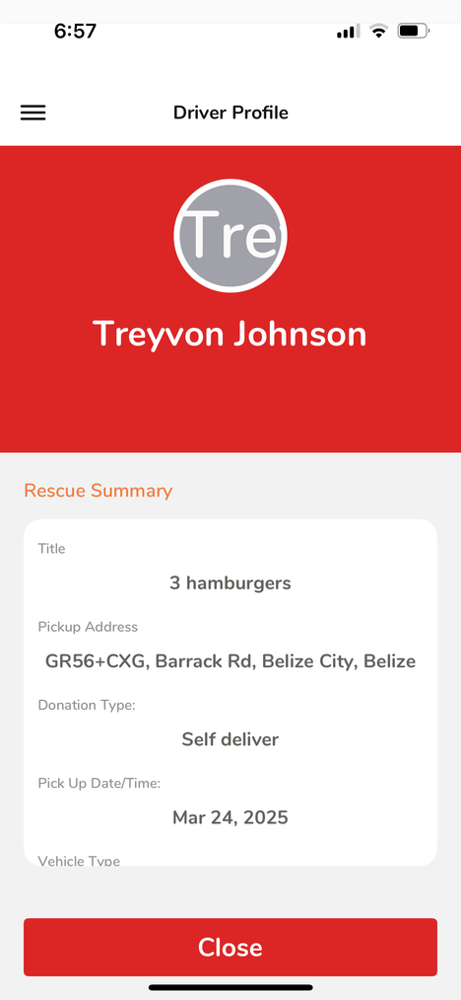 6:57
Driver Profile
Tre
Treyvon Johnson
Rescue Summary
Title
3 hamburgers
Pickup Address
GR56+CXG, Barrack Rd, Belize City, Belize
Donation Type:
Self deliver
Pick Up Date/Time:
Mar 24, 2025
Vehicle Type
Close